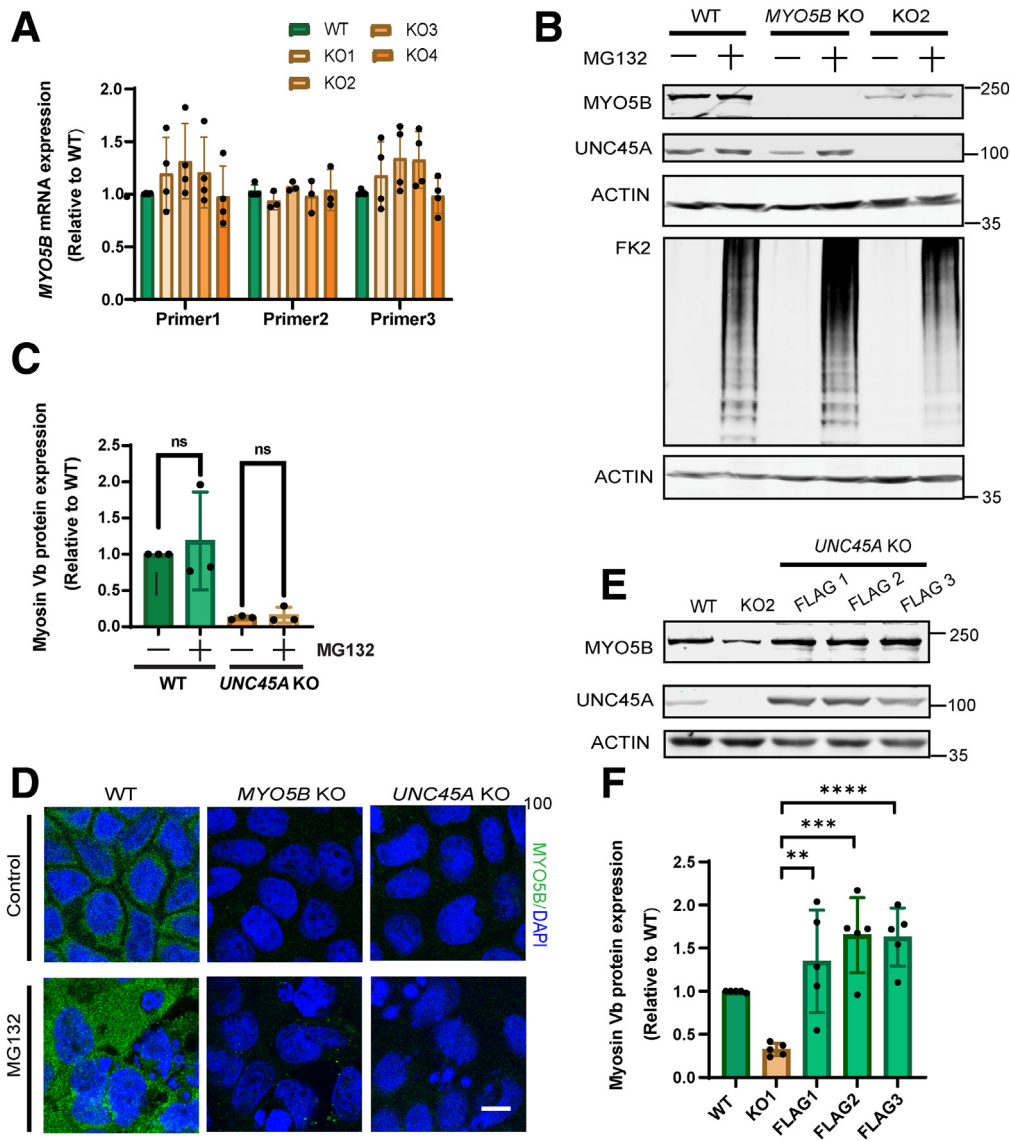 A
WT
KO1
KO2
KO3
KO4
MYO5B mRNA expression
(Relative to WT)
2.0
1.5
1.0
0.5
0.0
Primer1 Primer2 Primer3
B
WT MYO5B KO KO2
MG132 — + — + — +
MYO5B 250
UNC45A 100
ACTIN
35
FK2
ACTIN
35
C
Myosin Vb protein expression
(Relative to WT)
2.5
2.0
1.5
1.0
0.5
0.0
ns ns
— + — + MG132
WT UNC45A KO
D
WT MYO5B KO UNC45A KO
100
Control
MG132
MYO5B/DAPI
E
UNC45A KO
WT KO2 FLAG 1 FLAG 2 FLAG 3
MYO5B 250
UNC45A 100
ACTIN 35
F
Myosin Vb protein expression
(Relative to WT)
2.5
2.0
1.5
1.0
0.5
0.0
****
***
**
WT KO1 FLAG1 FLAG2 FLAG3